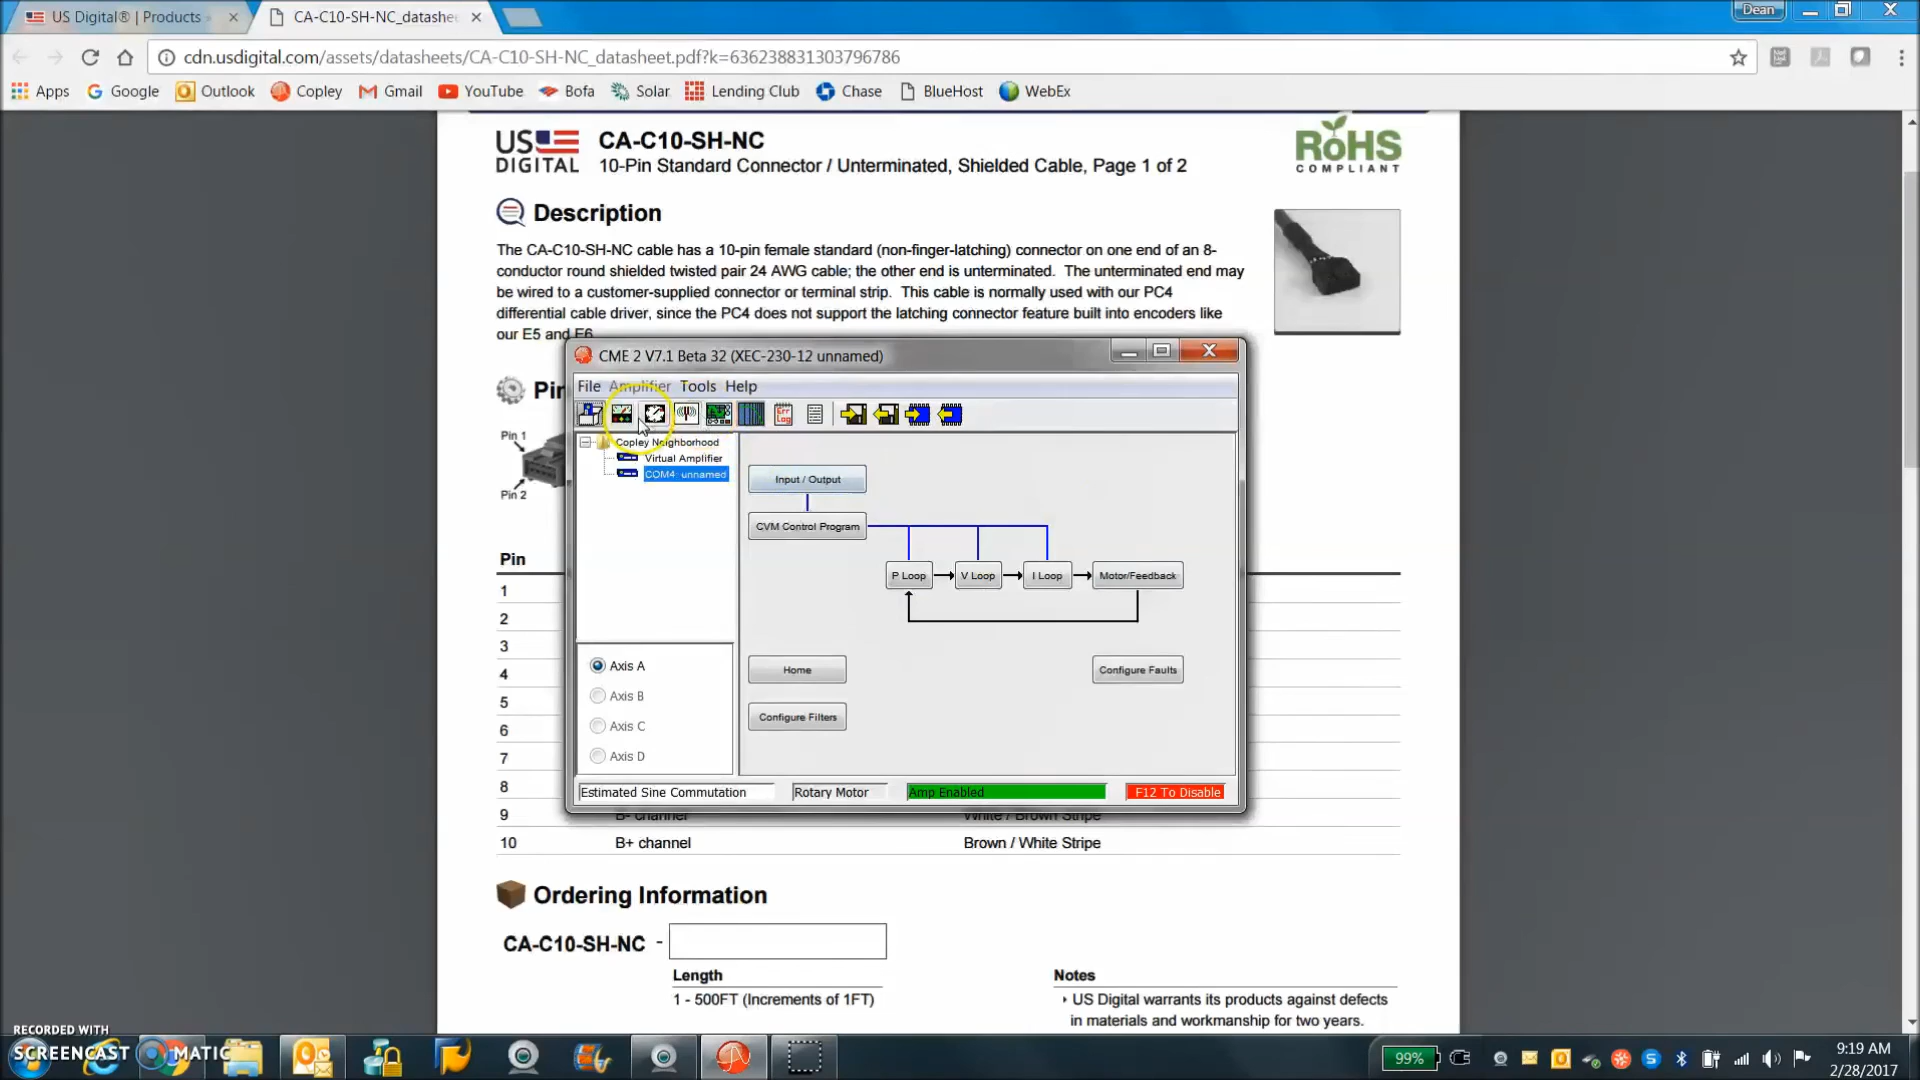 US Digital® | Products
CA-C10-SH-NC_datashee
Dean
cdn.usdigital.com/assets/datasheets/CA-C10-SH-NC_datasheet.pdf?k=636238831303796786
Apps Google Outlook Copley Gmail YouTube Bofa Solar Lending Club Chase BlueHost WebEx
US DIGITAL
CA-C10-SH-NC
10-Pin Standard Connector / Unterminated, Shielded Cable, Page 1 of 2
RoHS
COMPLIANT
Description
The CA-C10-SH-NC cable has a 10-pin female standard (non-finger-latching) connector on one end of an 8-
conductor round shielded twisted pair 24 AWG cable; the other end is unterminated. The unterminated end may
be wired to a customer-supplied connector or terminal strip. This cable is normally used with our PC4
differential cable driver, since the PC4 does not support the latching connector feature built into encoders like
our E5 and E6.
CME 2 V7.1 Beta 32 (XEC-230-12 unnamed)
File Amplifier Tools Help
Err
Log
Copley Neighborhood
Virtual Amplifier
COM4: unnamed
Input / Output
CVM Control Program
P Loop
V Loop
I Loop
Motor/Feedback
Home
Configure Faults
Configure Filters
Axis A
Axis B
Axis C
Axis D
Estimated Sine Commutation
Rotary Motor
Amp Enabled
F12 To Disable
Pin
Pin 1
Pin 2
Pin
1
2
3
4
5
6
7
8
9 B- channel White / Brown Stripe
10 B+ channel Brown / White Stripe
Ordering Information
CA-C10-SH-NC -
Length
1 - 500FT (Increments of 1FT)
Notes
US Digital warrants its products against defects
in materials and workmanship for two years.
RECORDED WITH
SCREENCAST MATIC
99%
9:19 AM
2/28/2017